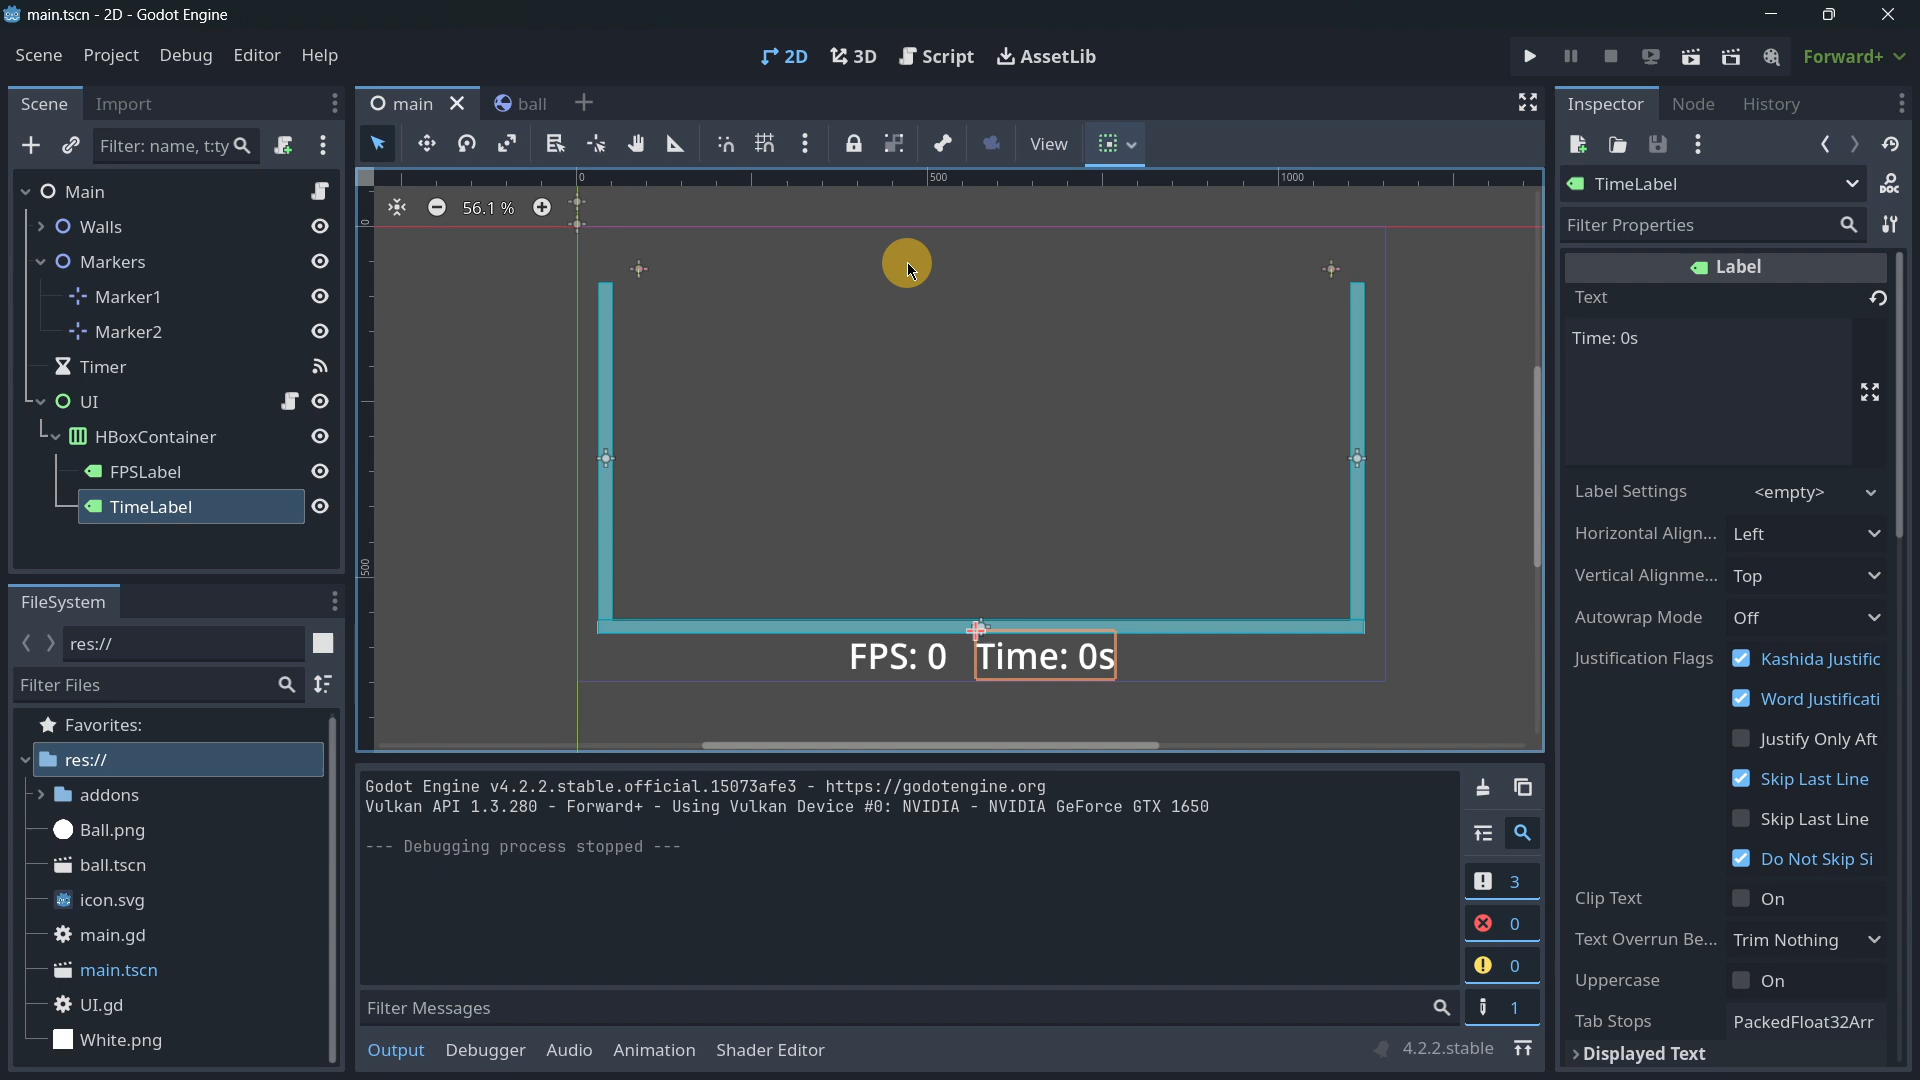 main.tscn - 2D - Godot Engine
Scene Project Debug Editor Help
2D 3D Script AssetLib
Forward+
Scene Import
Filter: name, t:ty
Main
Walls
Markers
Marker1
Marker2
Timer
UI
HBoxContainer
FPSLabel
TimeLabel
FileSystem
res://
Filter Files
Favorites:
res://
addons
Ball.png
ball.tscn
icon.svg
main.gd
main.tscn
UI.gd
White.png
main ball
View
0 500 1000
0
500
56.1 %
FPS: 0 Time: 0s
Godot Engine v4.2.2.stable.official.15073afe3 - https://godotengine.org
Vulkan API 1.3.280 - Forward+ - Using Vulkan Device #0: NVIDIA - NVIDIA GeForce GTX 1650
--- Debugging process stopped ---
3
0
0
1
Filter Messages
Output Debugger Audio Animation Shader Editor
4.2.2.stable
Inspector Node History
TimeLabel
DOC
Filter Properties
Label
Text
Time: 0s
Label Settings <empty>
Horizontal Align... Left
Vertical Alignme... Top
Autowrap Mode Off
Justification Flags Kashida Justific
Word Justificati
Justify Only Aft
Skip Last Line
Skip Last Line
Do Not Skip Si
Clip Text On
Text Overrun Be... Trim Nothing
Uppercase On
Tab Stops PackedFloat32Arr
Displayed Text